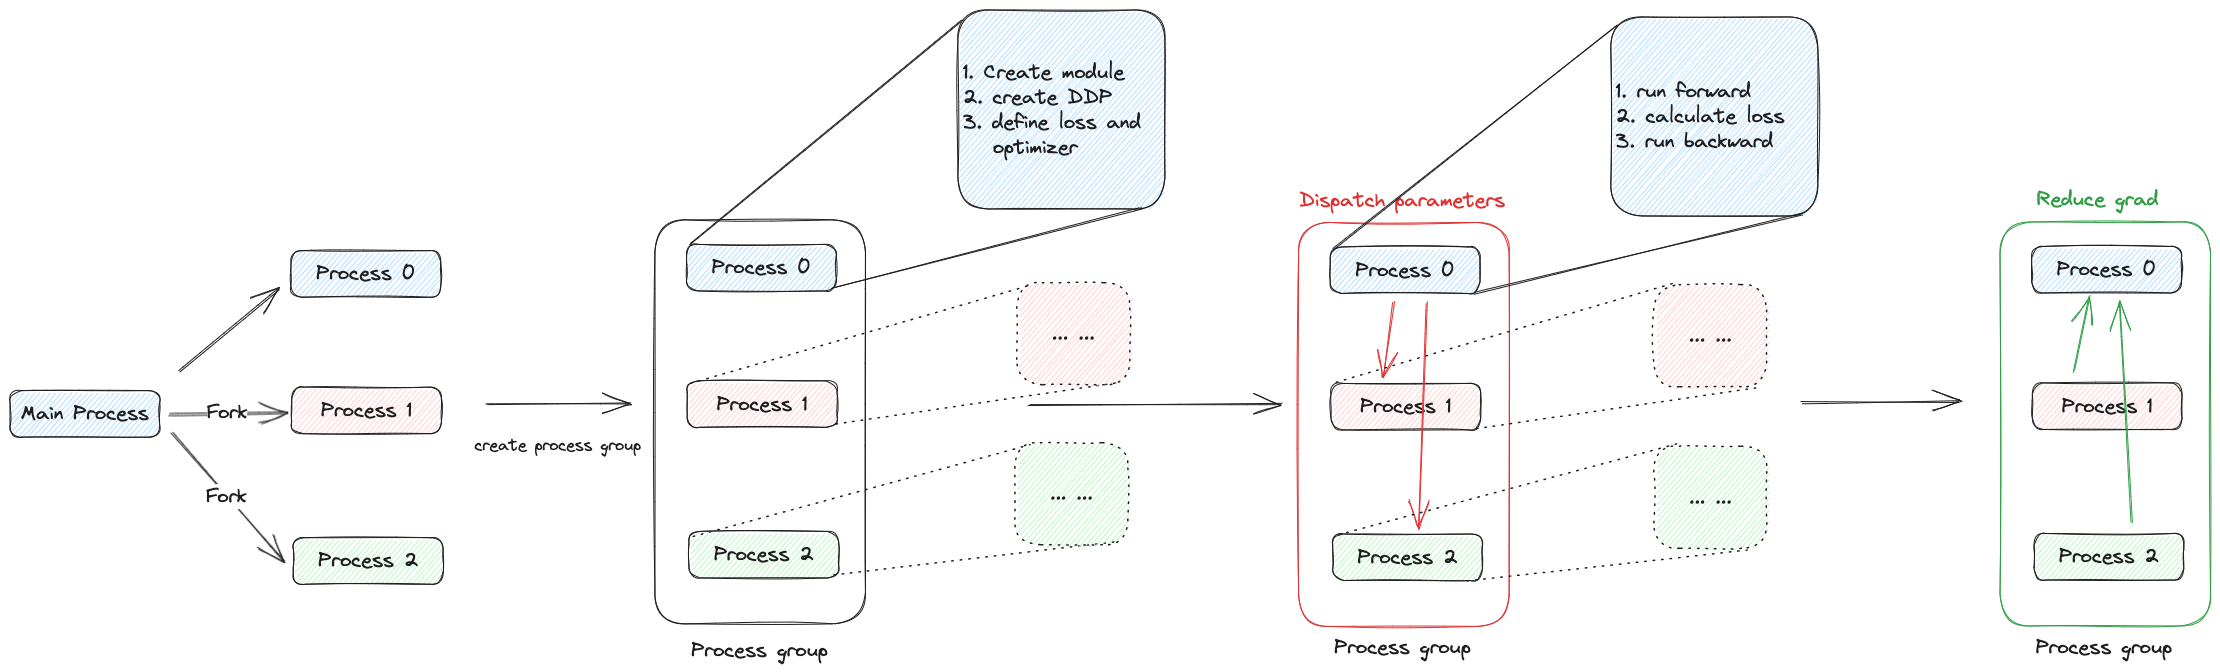 Main Process
Fork
Fork
Process 0
Process 1
Process 2
create process group
Process 0
Process 1
Process 2
Process group
1. Create module
2. create DDP
3. define loss and
optimizer
... ...
... ...
Dispatch parameters
Process 0
Process 1
Process 2
Process group
1. run forward
2. calculate loss
3. run backward
... ...
... ...
Reduce grad
Process 0
Process 1
Process 2
Process group